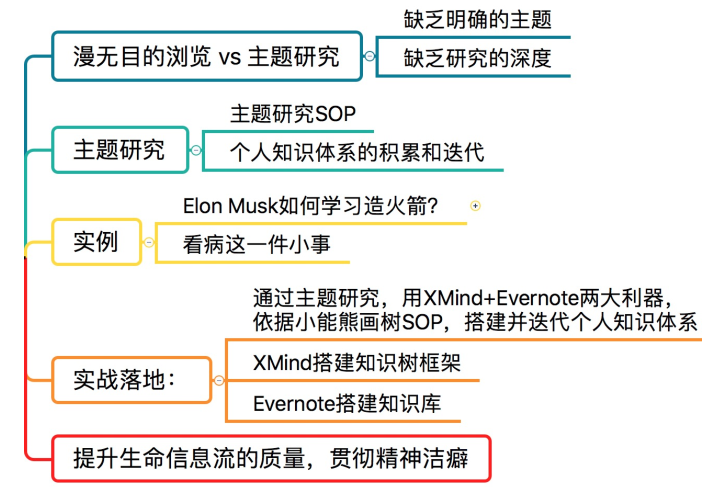 漫无目的浏览 vs 主题研究
缺乏明确的主题
缺乏研究的深度
主题研究
主题研究SOP
个人知识体系的积累和迭代
实例
Elon Musk如何学习造火箭？
看病这一件小事
实战落地：
通过主题研究，用XMind+Evernote两大利器，
依据小能熊画树SOP，搭建并迭代个人知识体系
XMind搭建知识树框架
Evernote搭建知识库
提升生命信息流的质量，贯彻精神洁癖